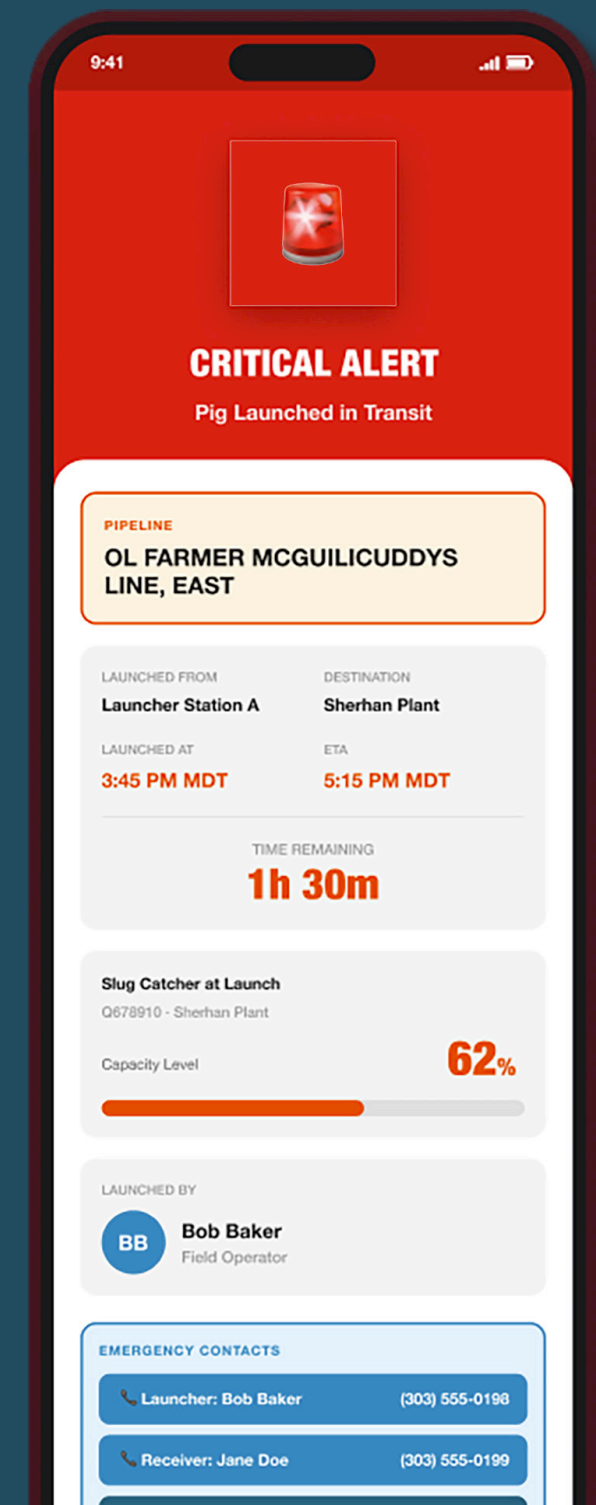 9:41
CRITICAL ALERT
Pig Launched in Transit
PIPELINE
OL FARMER MCGUILICUDDYS
LINE, EAST
LAUNCHED FROM
DESTINATION
Launcher Station A
Sherhan Plant
LAUNCHED AT
ETA
3:45 PM MDT
5:15 PM MDT
TIME REMAINING
1h 30m
Slug Catcher at Launch
Q678910 - Sherhan Plant
Capacity Level
62%
LAUNCHED BY
BB
Bob Baker
Field Operator
EMERGENCY CONTACTS
Launcher: Bob Baker
(303) 555-0198
Receiver: Jane Doe
(303) 555-0199